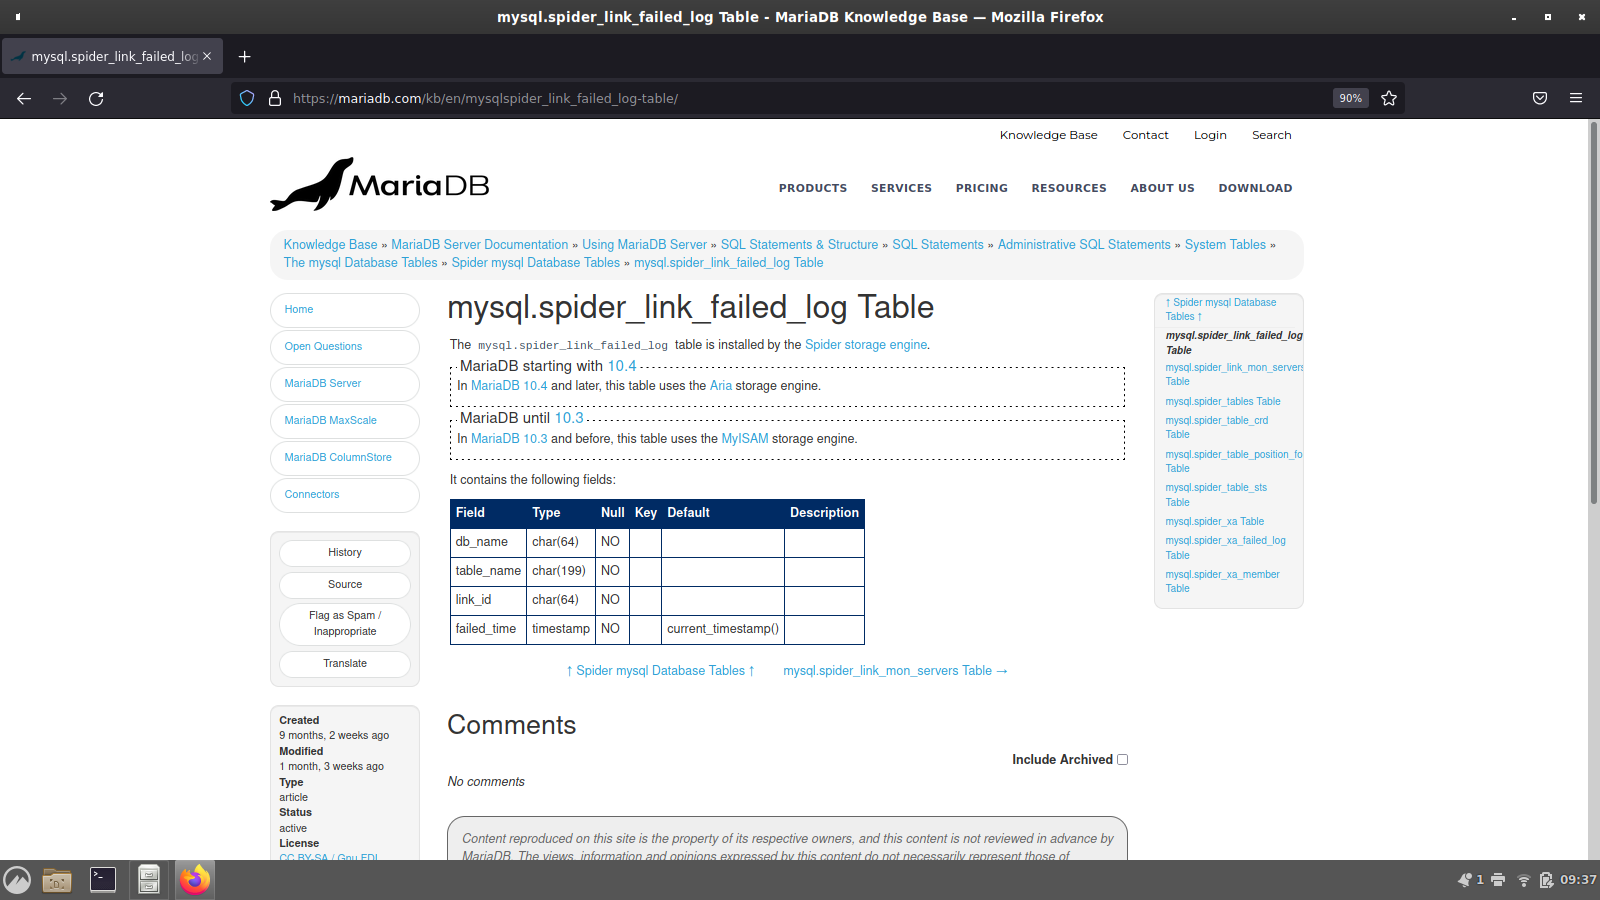 mysql.spider_link_failed_log Table - MariaDB Knowledge Base — Mozilla Firefox
mysql.spider_link_failed_log
https://mariadb.com/kb/en/mysqlspider_link_failed_log-table/
90%
Knowledge Base Contact Login Search
MariaDB
PRODUCTS SERVICES PRICING RESOURCES ABOUT US DOWNLOAD
Knowledge Base » MariaDB Server Documentation » Using MariaDB Server » SQL Statements & Structure » SQL Statements » Administrative SQL Statements » System Tables »
The mysql Database Tables » Spider mysql Database Tables » mysql.spider_link_failed_log Table
Home
Open Questions
MariaDB Server
MariaDB MaxScale
MariaDB ColumnStore
Connectors
History
Source
Flag as Spam /
Inappropriate
Translate
Created
9 months, 2 weeks ago
Modified
1 month, 3 weeks ago
Type
article
Status
active
License
CC BY-SA / Gnu FDL
mysql.spider_link_failed_log Table
The mysql.spider_link_failed_log table is installed by the Spider storage engine.
MariaDB starting with 10.4
In MariaDB 10.4 and later, this table uses the Aria storage engine.
MariaDB until 10.3
In MariaDB 10.3 and before, this table uses the MyISAM storage engine.
It contains the following fields:
Field Type Null Key Default Description
db_name char(64) NO
table_name char(199) NO
link_id char(64) NO
failed_time timestamp NO current_timestamp()
↑ Spider mysql Database Tables ↑ mysql.spider_link_mon_servers Table →
Comments
Include Archived
No comments
Content reproduced on this site is the property of its respective owners, and this content is not reviewed in advance by
MariaDB. The views, information and opinions expressed by this content do not necessarily represent those of
↑ Spider mysql Database
Tables ↑
mysql.spider_link_failed_log
Table
mysql.spider_link_mon_servers
Table
mysql.spider_tables Table
mysql.spider_table_crd
Table
mysql.spider_table_position_fo
Table
mysql.spider_table_sts
Table
mysql.spider_xa Table
mysql.spider_xa_failed_log
Table
mysql.spider_xa_member
Table
1 09:37